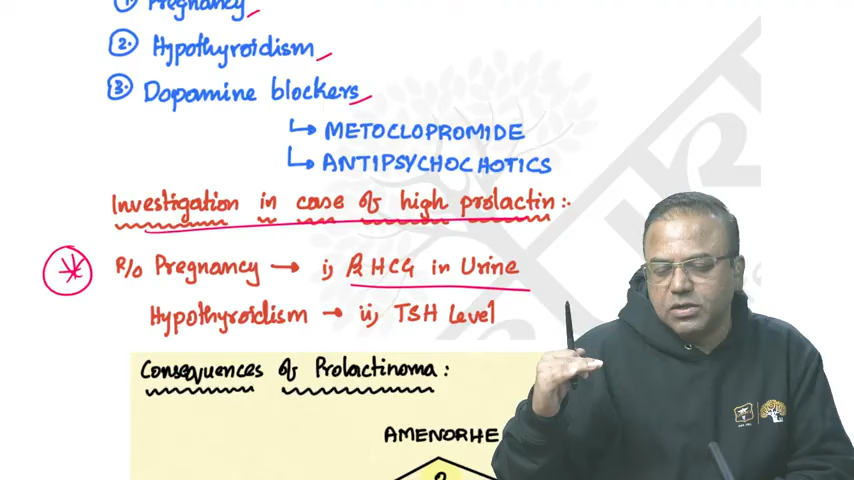 ① Pregnancy
② Hypothyroidism
③ Dopamine blockers
↳ METOCLOPROMIDE
↳ ANTIPSYCHOCHOTICS
Investigation in case of high prolactin :-
R/o Pregnancy → i) β HCG in Urine
Hypothyroidism → ii) TSH Level
Consequences of Prolactinoma :
AMENORHE